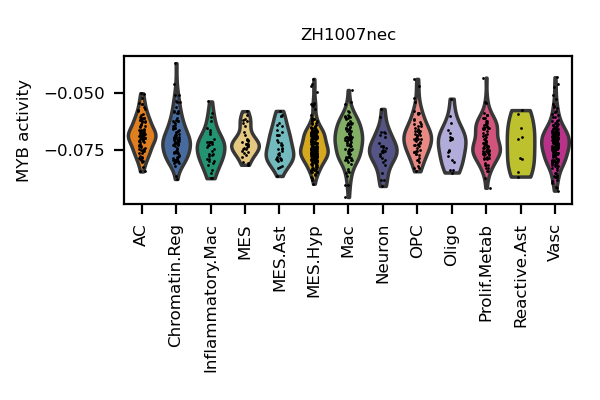 ZH1007nec
MYB activity
−0.050
−0.075
AC
Chromatin.Reg
Inflammatory.Mac
MES
MES.Ast
MES.Hyp
Mac
Neuron
OPC
Oligo
Prolif.Metab
Reactive.Ast
Vasc